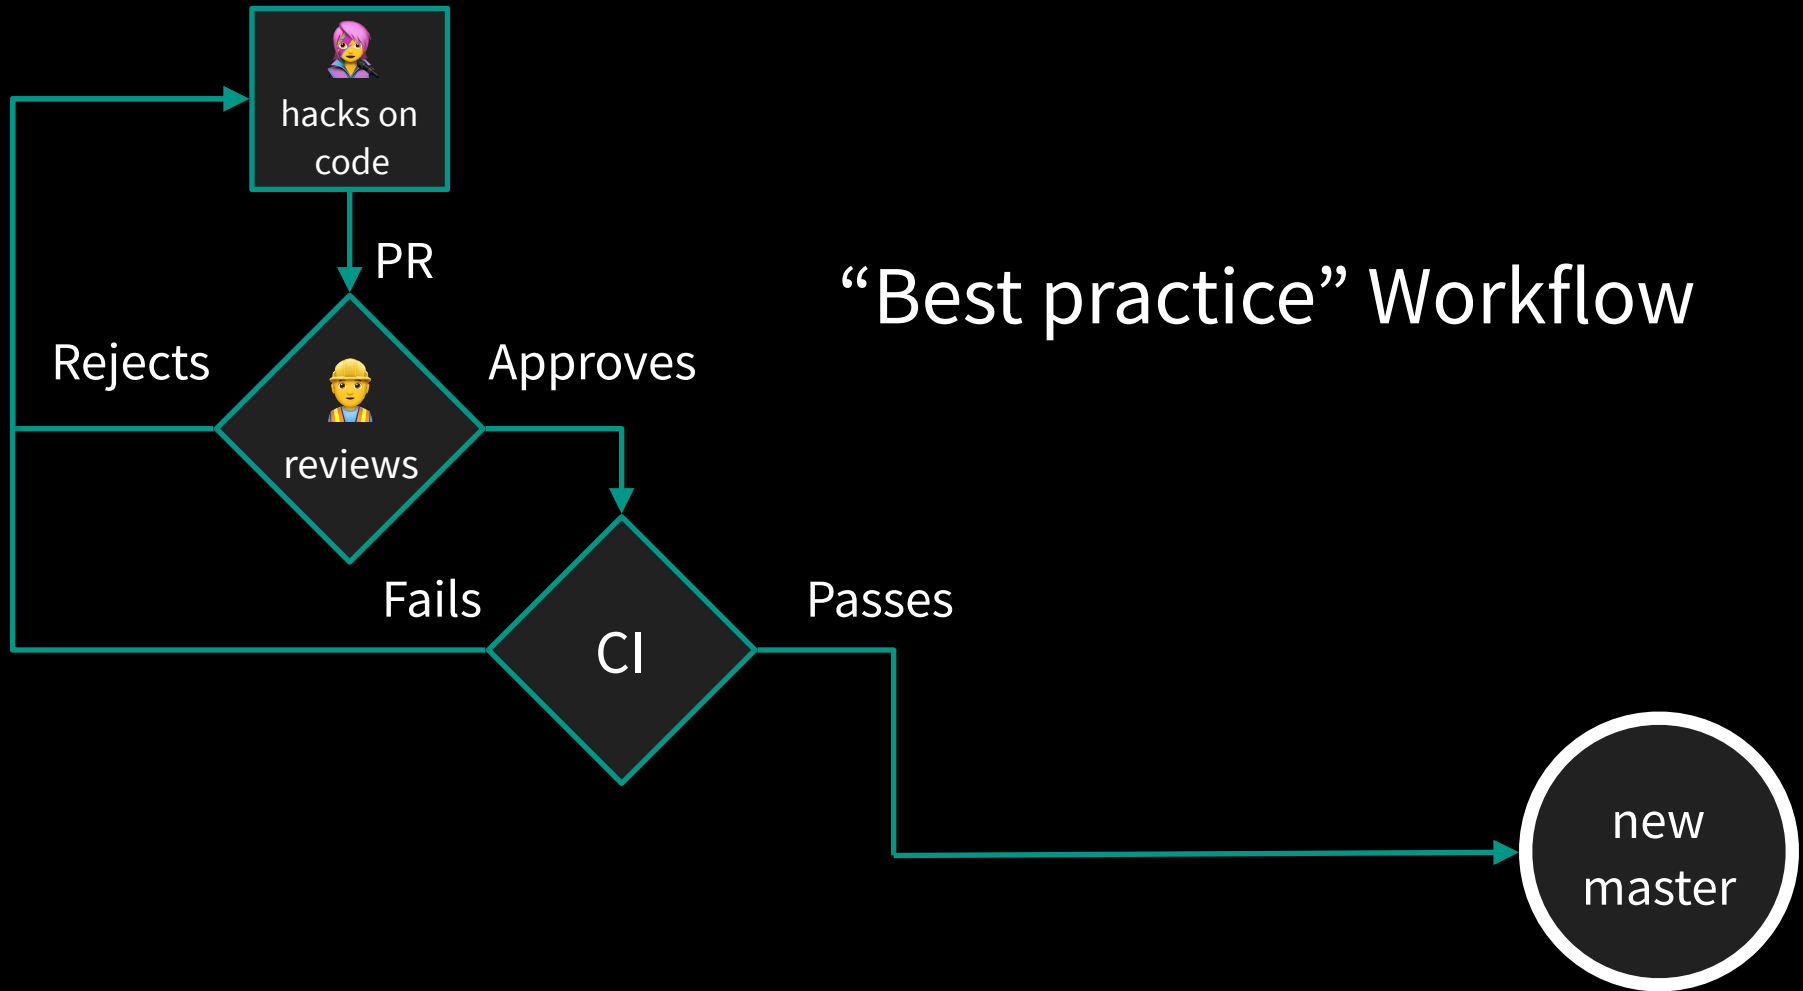 hacks on
code
PR
“Best practice” Workflow
Rejects
Approves
reviews
Fails
Passes
CI
new
master